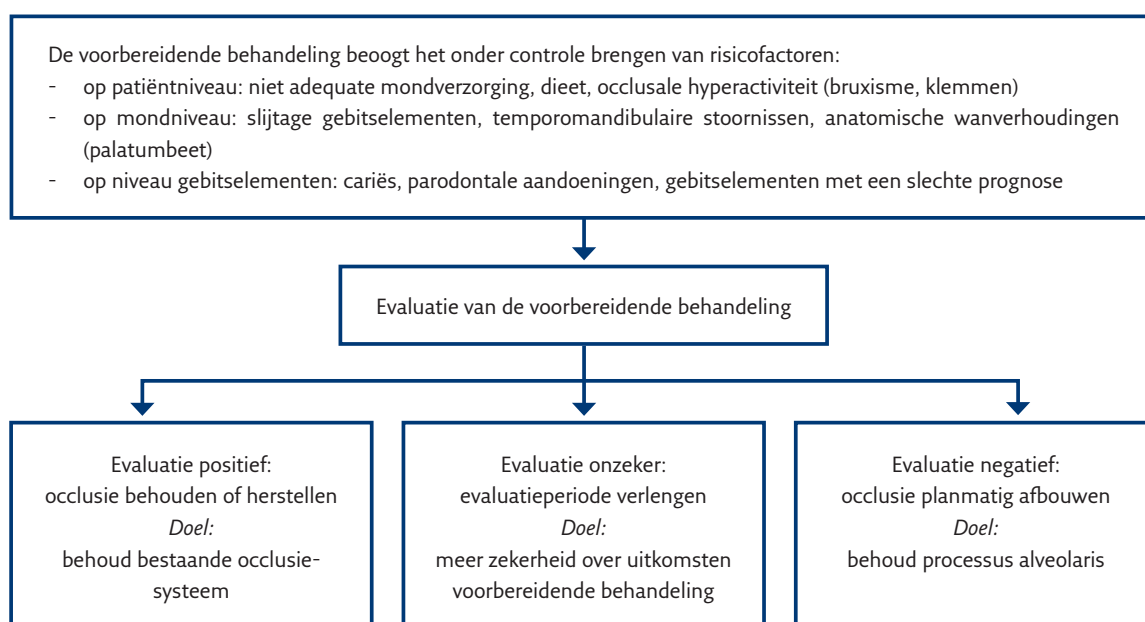 De voorbereidende behandeling beoogt het onder controle brengen van risicofactoren:
- op patiëntniveau: niet adequate mondverzorging, dieet, occlusale hyperactiviteit (bruxisme, klemmen)
- op mondniveau: slijtage gebitselementen, temporomandibulaire stoornissen, anatomische wanverhoudingen
(palatumbeet)
- op niveau gebitselementen: cariës, parodontale aandoeningen, gebitselementen met een slechte prognose
Evaluatie van de voorbereidende behandeling
Evaluatie positief:
occlusie behouden of herstellen
Doel:
behoud bestaande occlusie-
systeem
Evaluatie onzeker:
evaluatieperiode verlengen
Doel:
meer zekerheid over uitkomsten
voorbereidende behandeling
Evaluatie negatief:
occlusie planmatig afbouwen
Doel:
behoud processus alveolaris